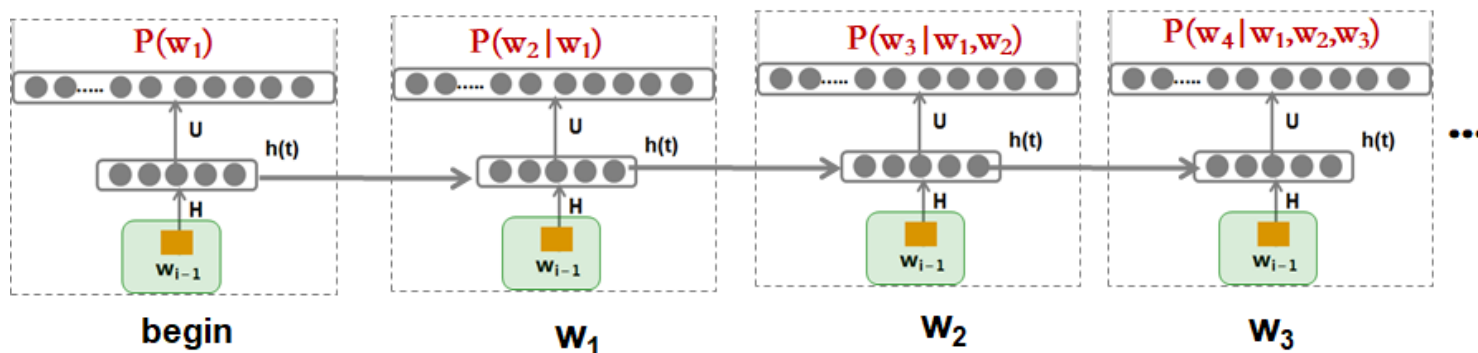 P(w₁) P(w₂|w₁) P(w₃|w₁,w₂) P(w₄|w₁,w₂,w₃)
..... ..... ..... .....
U U U U
h(t) h(t) h(t) h(t)
...
H H H H
wᵢ₋₁ wᵢ₋₁ wᵢ₋₁ wᵢ₋₁
begin w₁ w₂ w₃